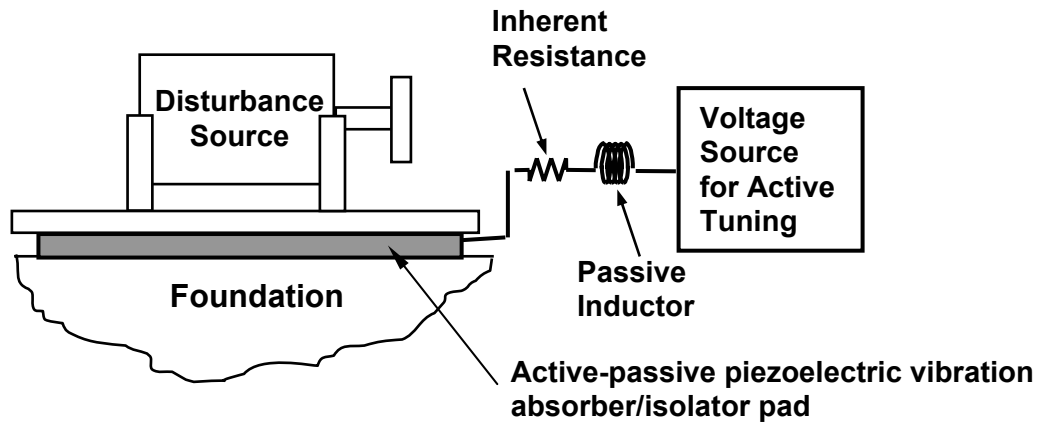 Inherent
Resistance
Disturbance
Source
Voltage
Source
for Active
Tuning
Passive
Inductor
Foundation
Active-passive piezoelectric vibration
absorber/isolator pad